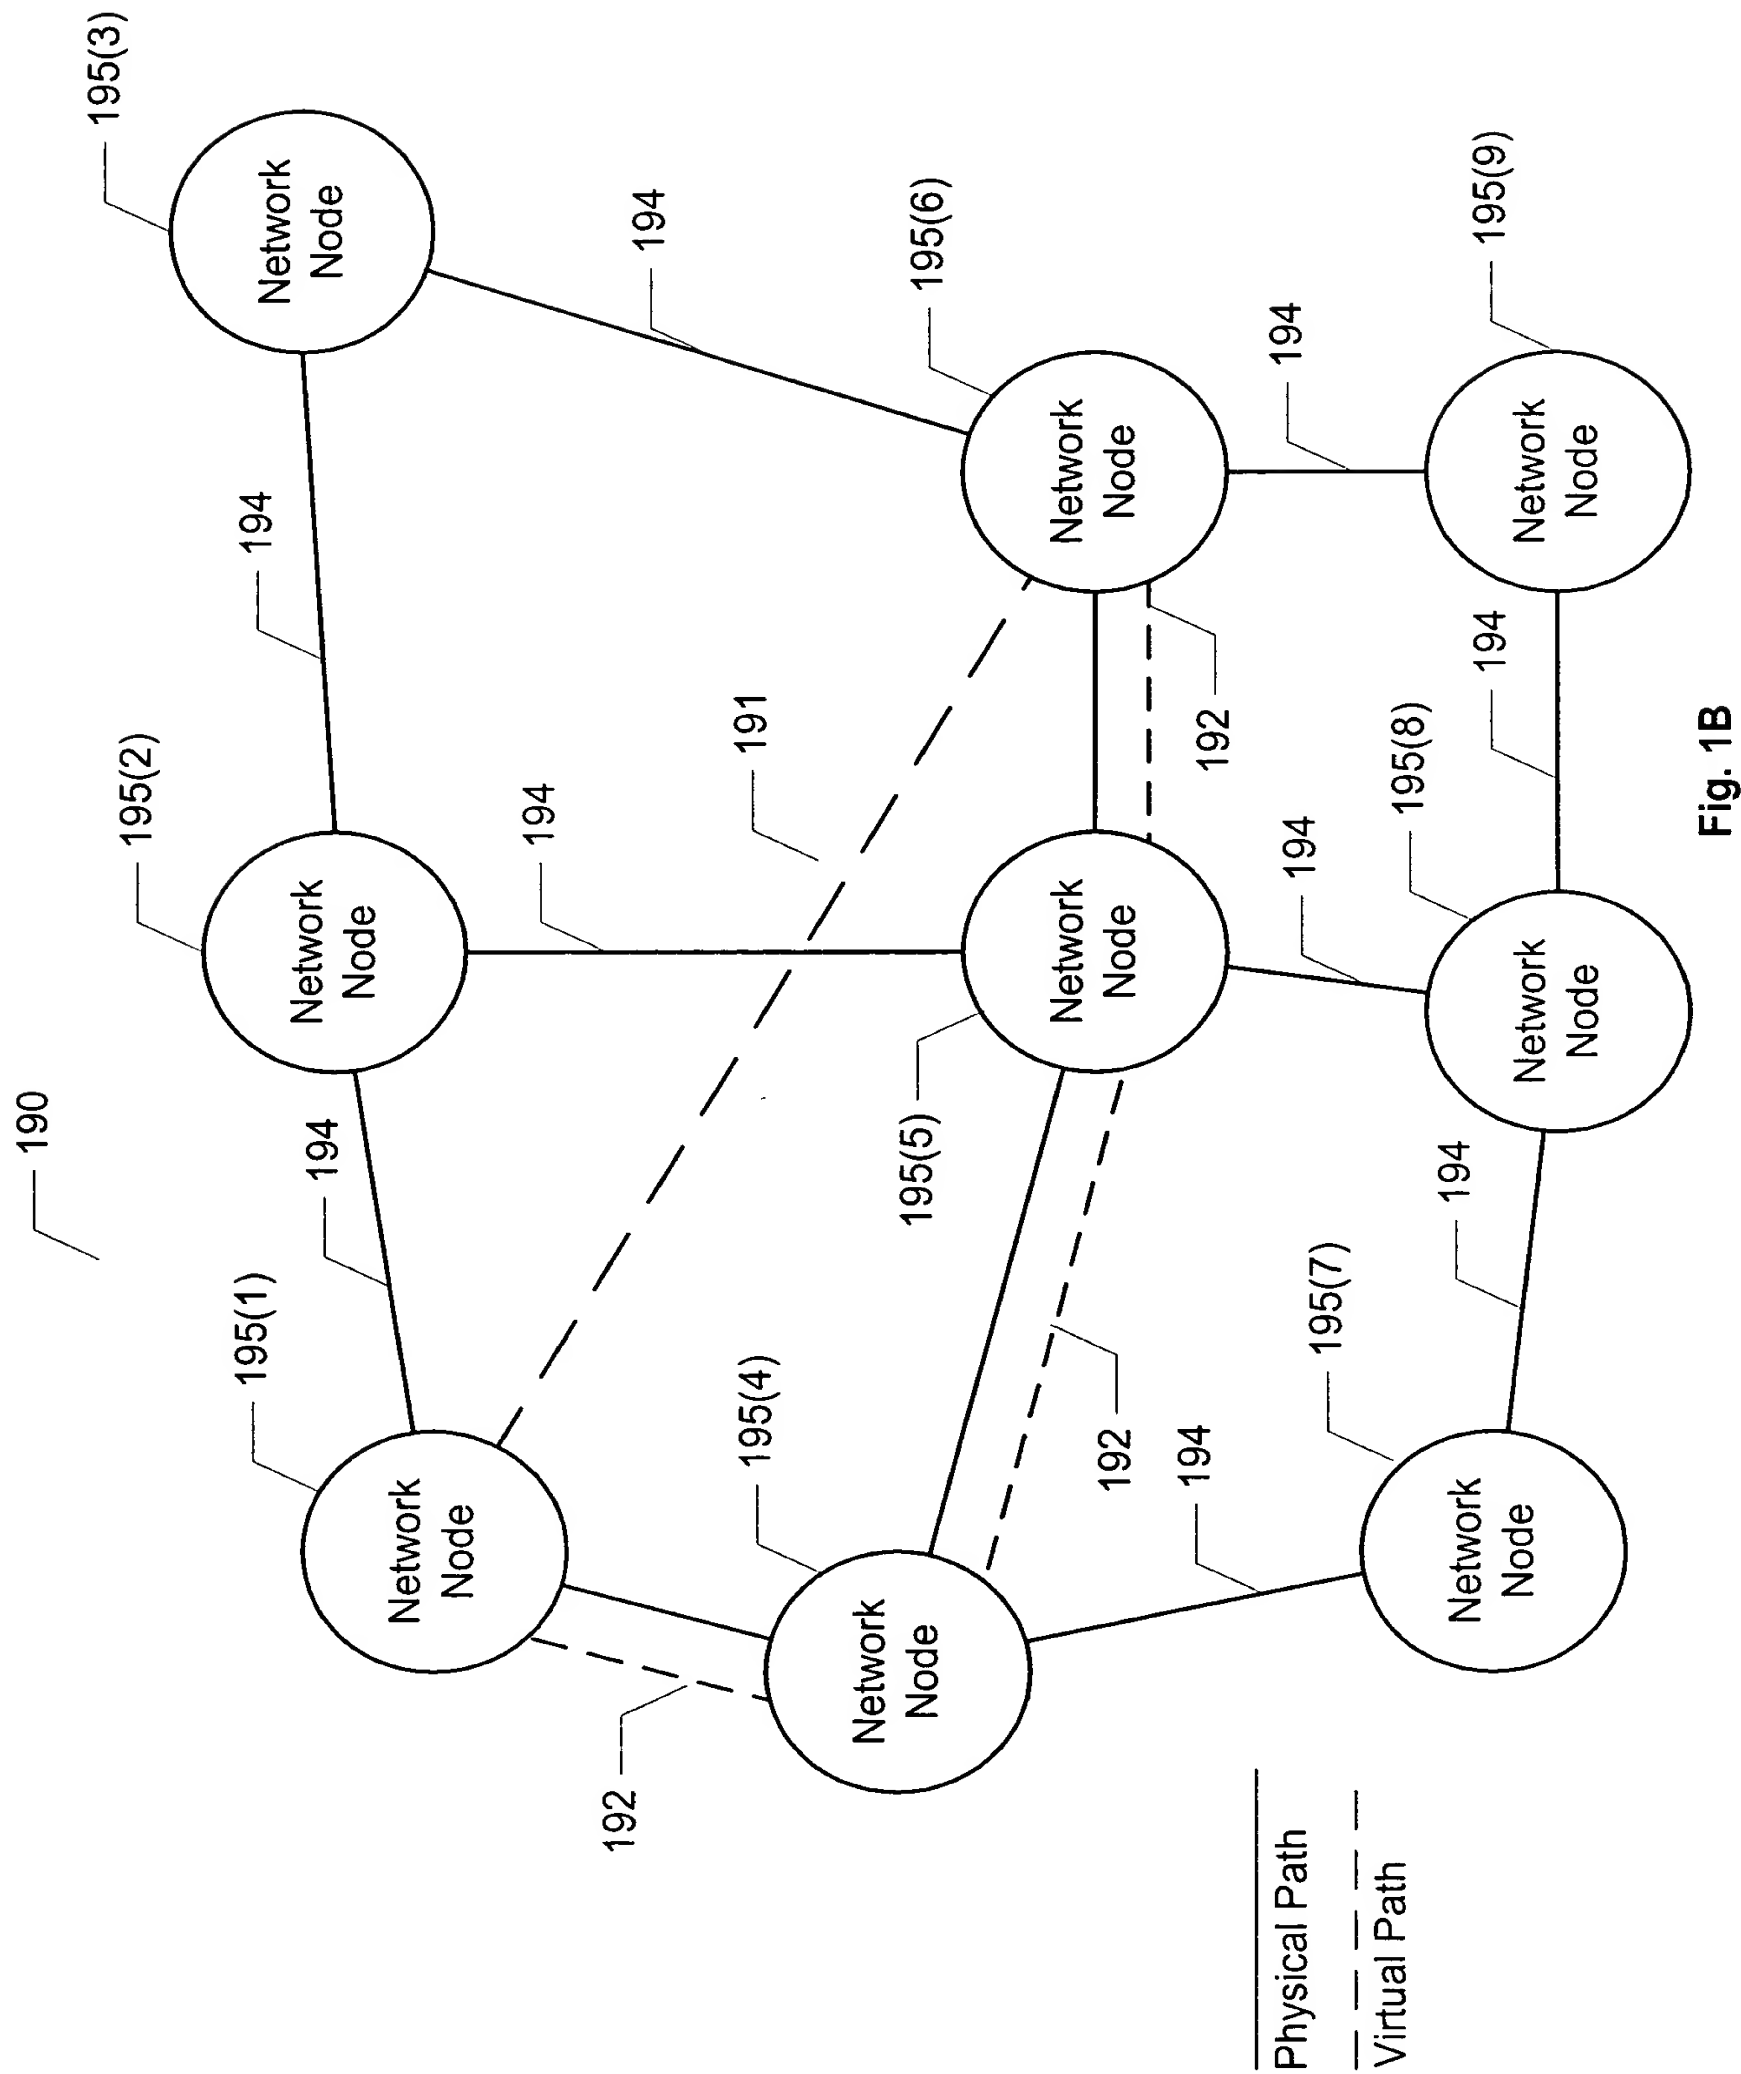 190
195(1)
194
195(2)
194
195(3)
Network
Node
Network
Node
Network
Node
192
194
191
194
195(4)
195(5)
195(6)
Network
Node
Network
Node
Network
Node
192
192
194
194
194
195(7)
195(8)
195(9)
194
194
Network
Node
Network
Node
Network
Node
Physical Path
Virtual Path
Fig. 1B